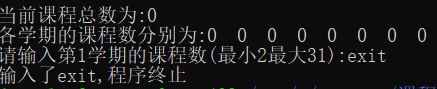 当前课程总数为:0
各学期的课程数分别为:0 0 0 0 0 0 0 0
请输入第1学期的课程数(最小2最大31):exit
输入了exit,程序终止